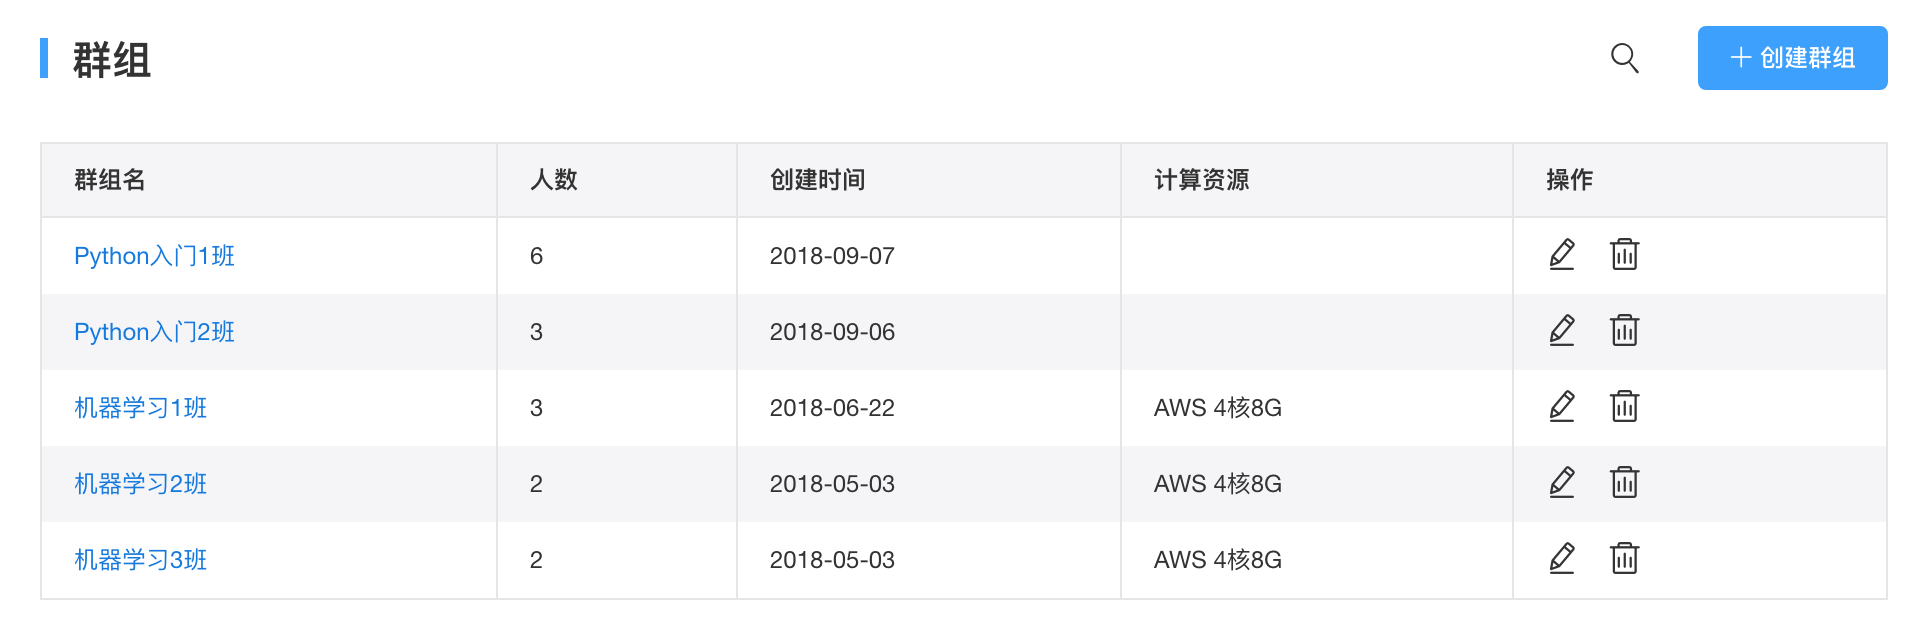 群组
创建群组
群组名 人数 创建时间 计算资源 操作
Python入门1班 6 2018-09-07
Python入门2班 3 2018-09-06
机器学习1班 3 2018-06-22 AWS 4核8G
机器学习2班 2 2018-05-03 AWS 4核8G
机器学习3班 2 2018-05-03 AWS 4核8G